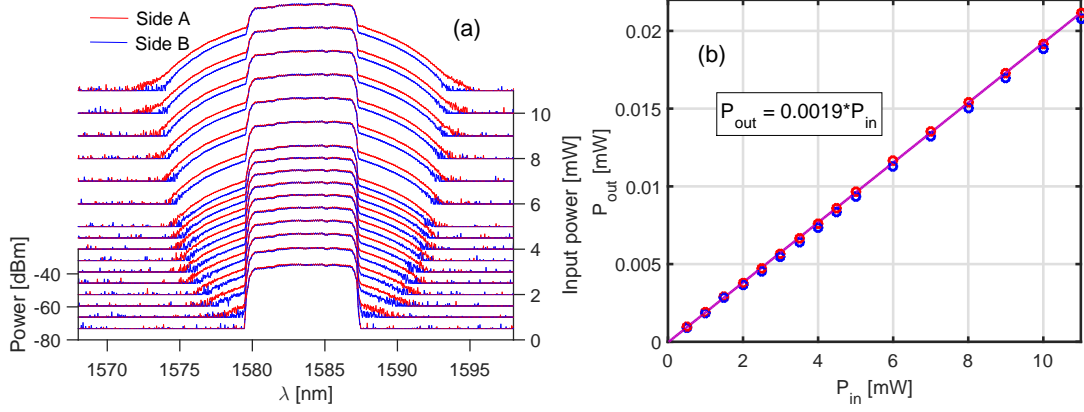 Side A
Side B
(a)
Power [dBm]
-40
-60
-80
10
8
6
4
2
0
Input power [mW]
1570
1575
1580
1585
1590
1595
λ [nm]
(b)
P_out = 0.0019*P_in
P_out [mW]
0.02
0.015
0.01
0.005
0
0
2
4
6
8
10
P_in [mW]